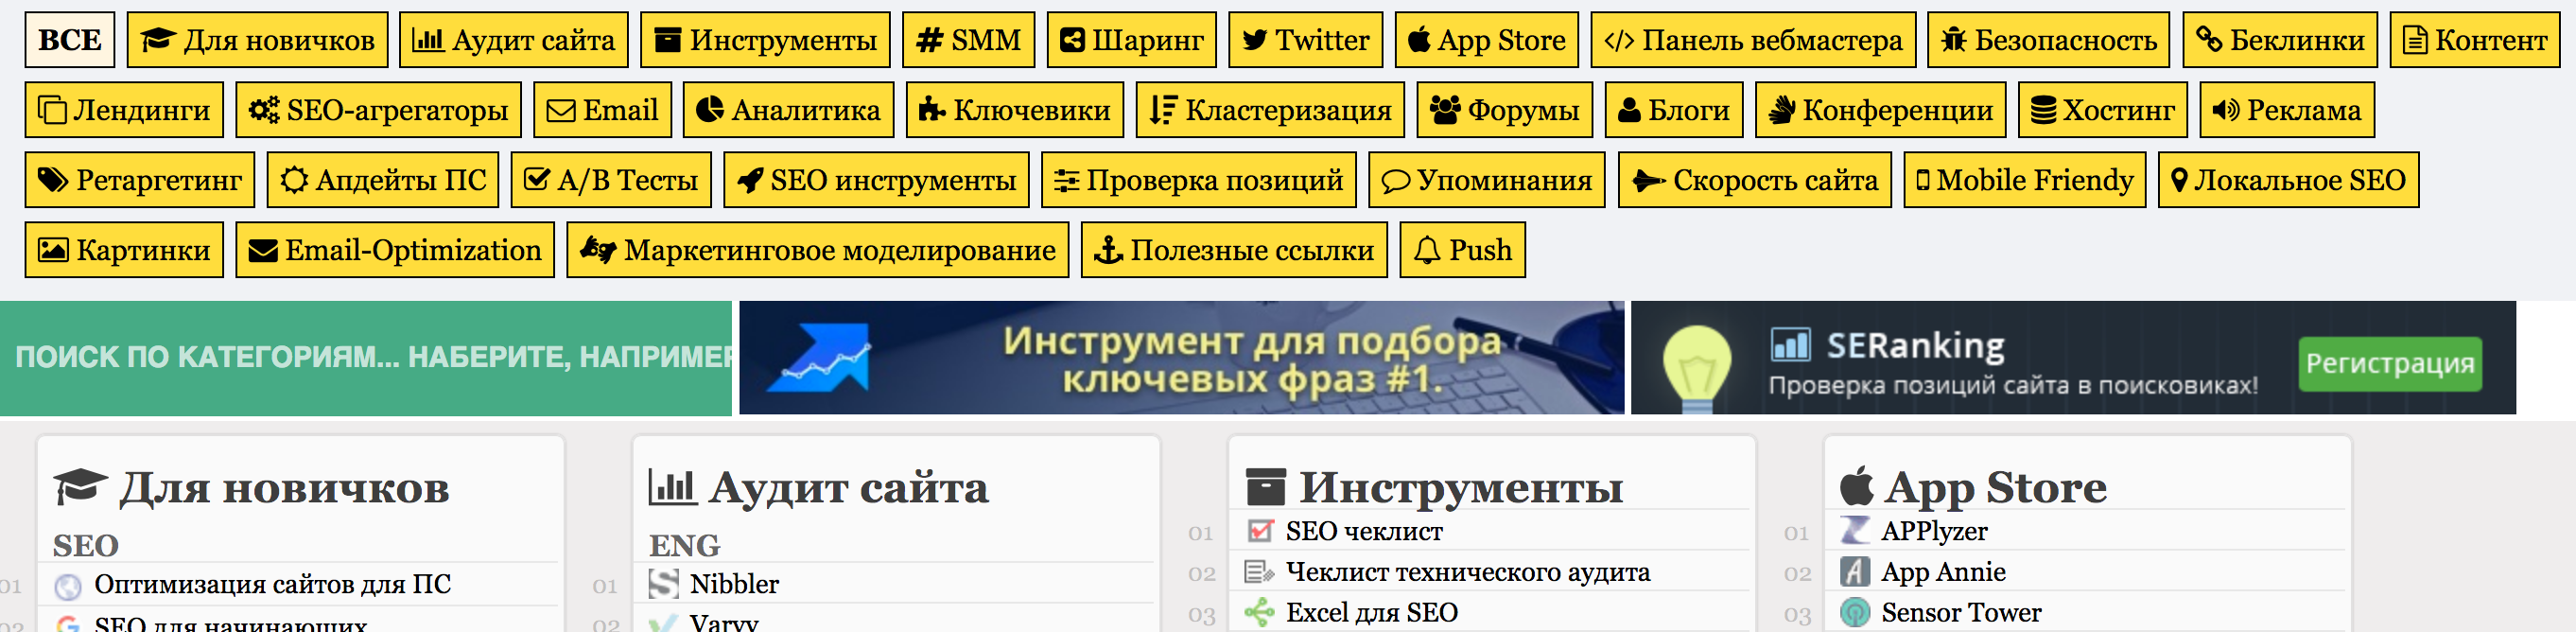 ВСЕ Для новичков Аудит сайта Инструменты SMM Шаринг Twitter App Store Панель вебмастера Безопасность Беклинки Контент
Лендинги SEO-агрегаторы Email Аналитика Ключевики Кластеризация Форумы Блоги Конференции Хостинг Реклама
Ретаргетинг Апдейты ПС A/B Тесты SEO инструменты Проверка позиций Упоминания Скорость сайта Mobile Friendy Локальное SEO
Картинки Email-Optimization Маркетинговое моделирование Полезные ссылки Push
ПОИСК ПО КАТЕГОРИЯМ... НАБЕРИТЕ, НАПРИМЕР
Инструмент для подбора
ключевых фраз #1.
SERanking
Проверка позиций сайта в поисковиках!
Регистрация
Для новичков
SEO
01 Оптимизация сайтов для ПС
02 SEO для начинающих
Аудит сайта
ENG
01 Nibbler
02 Varvy
Инструменты
01 SEO чеклист
02 Чеклист технического аудита
03 Excel для SEO
App Store
01 APPlyzer
02 App Annie
03 Sensor Tower